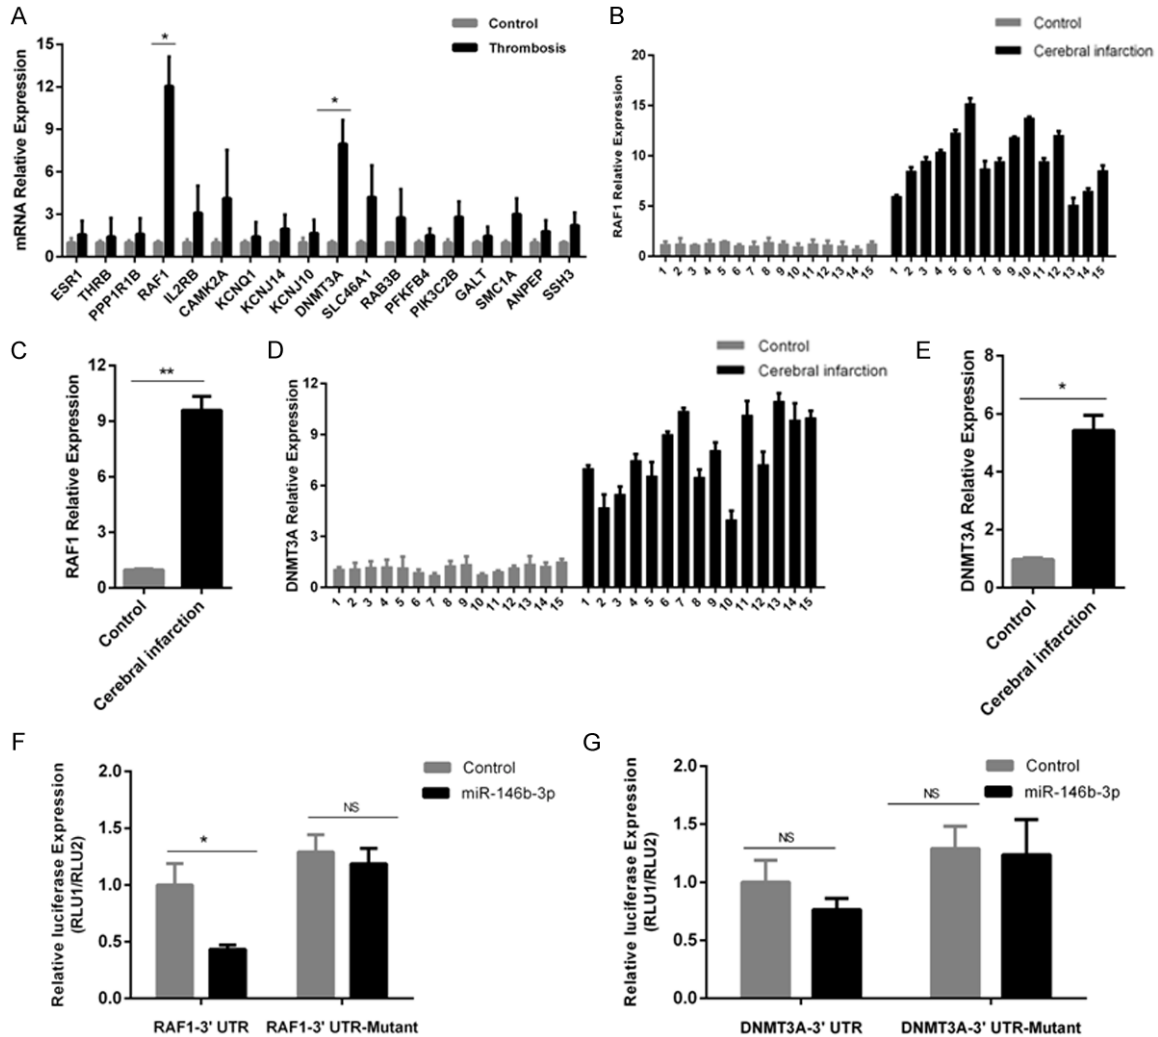 A
Control
Thrombosis
mRNA Relative Expression
15
12
9
6
3
0
*
*
ESR1
THRB
PPP1R1B
RAF1
IL2RB
CAMK2A
KCNQ1
KCNJ14
KCNJ10
DNMT3A
SLC46A1
RAB3B
PFKFB4
PIK3C2B
GALT
SMC1A
ANPEP
SSH3
B
Control
Cerebral infarction
RAF1 Relative Expression
20
15
10
5
0
1 2 3 4 5 6 7 8 9 10 11 12 13 14 15 1 2 3 4 5 6 7 8 9 10 11 12 13 14 15
C
RAF1 Relative Expression
12
9
6
3
0
**
Control
Cerebral infarction
D
Control
Cerebral infarction
DNMT3A Relative Expression
12
9
6
3
0
1 2 3 4 5 6 7 8 9 10 11 12 13 14 15 1 2 3 4 5 6 7 8 9 10 11 12 13 14 15
E
DNMT3A Relative Expression
8
6
4
2
0
*
Control
Cerebral infarction
F
Control
miR-146b-3p
Relative luciferase Expression
(RLU1/RLU2)
2.0
1.5
1.0
0.5
0.0
*
NS
RAF1-3' UTR
RAF1-3' UTR-Mutant
G
Control
miR-146b-3p
Relative luciferase Expression
(RLU1/RLU2)
2.0
1.5
1.0
0.5
0.0
NS
NS
DNMT3A-3' UTR
DNMT3A-3' UTR-Mutant